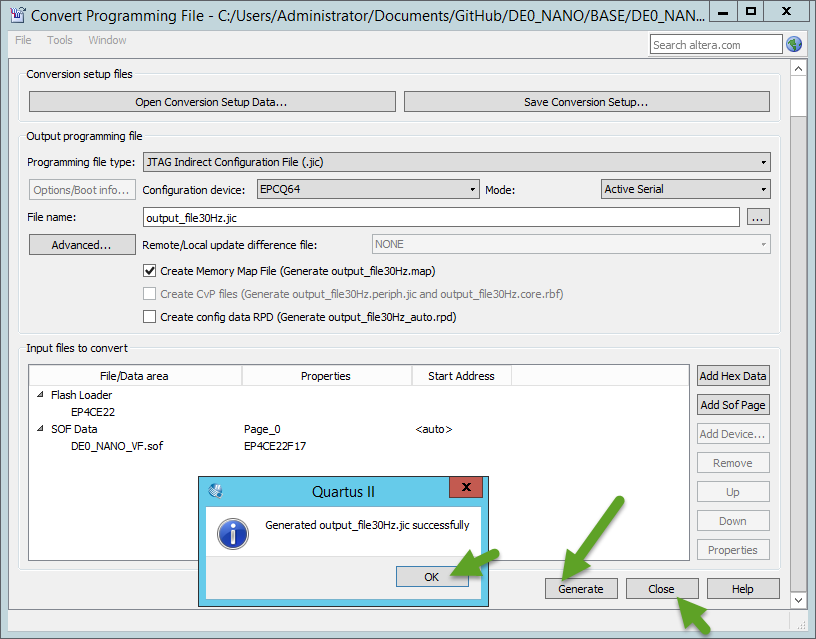 Convert Programming File - C:/Users/Administrator/Documents/GitHub/DE0_NANO/BASE/DE0_NAN...
File Tools Window
Search altera.com
Conversion setup files
Open Conversion Setup Data... Save Conversion Setup...
Output programming file
Programming file type: JTAG Indirect Configuration File (.jic)
Options/Boot info... Configuration device: EPCQ64 Mode: Active Serial
File name: output_file30Hz.jic ...
Advanced... Remote/Local update difference file: NONE
Create Memory Map File (Generate output_file30Hz.map)
Create CvP files (Generate output_file30Hz.periph.jic and output_file30Hz.core.rbf)
Create config data RPD (Generate output_file30Hz_auto.rpd)
Input files to convert
File/Data area Properties Start Address
Flash Loader
EP4CE22
SOF Data Page_0 <auto>
DE0_NANO_VF.sof EP4CE22F17
Add Hex Data
Add Sof Page
Add Device...
Remove
Up
Down
Properties
Quartus II
Generated output_file30Hz.jic successfully
OK
Generate Close Help